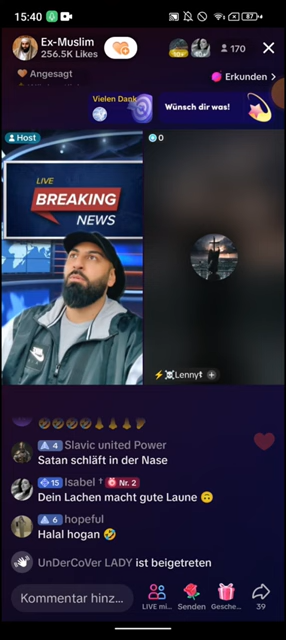 15:40
Ex-Muslim
256.5K Likes
170
Angesagt
Erkunden >
Vielen Dank
Wünsch dir was!
Host
0
LIVE
BREAKING
NEWS
⚡☠Lenny☨ +
🤣🤣🤣🤣🙏🙏🙏
4 Slavic united Power
Satan schläft in der Nase
15 Isabel † Nr. 2
Dein Lachen macht gute Laune 🙃
6 hopeful
Halal hogan 🤣
UnDerCoVer LADY ist beigetreten
Kommentar hinz...
LIVE mi... Senden Gesche... 39